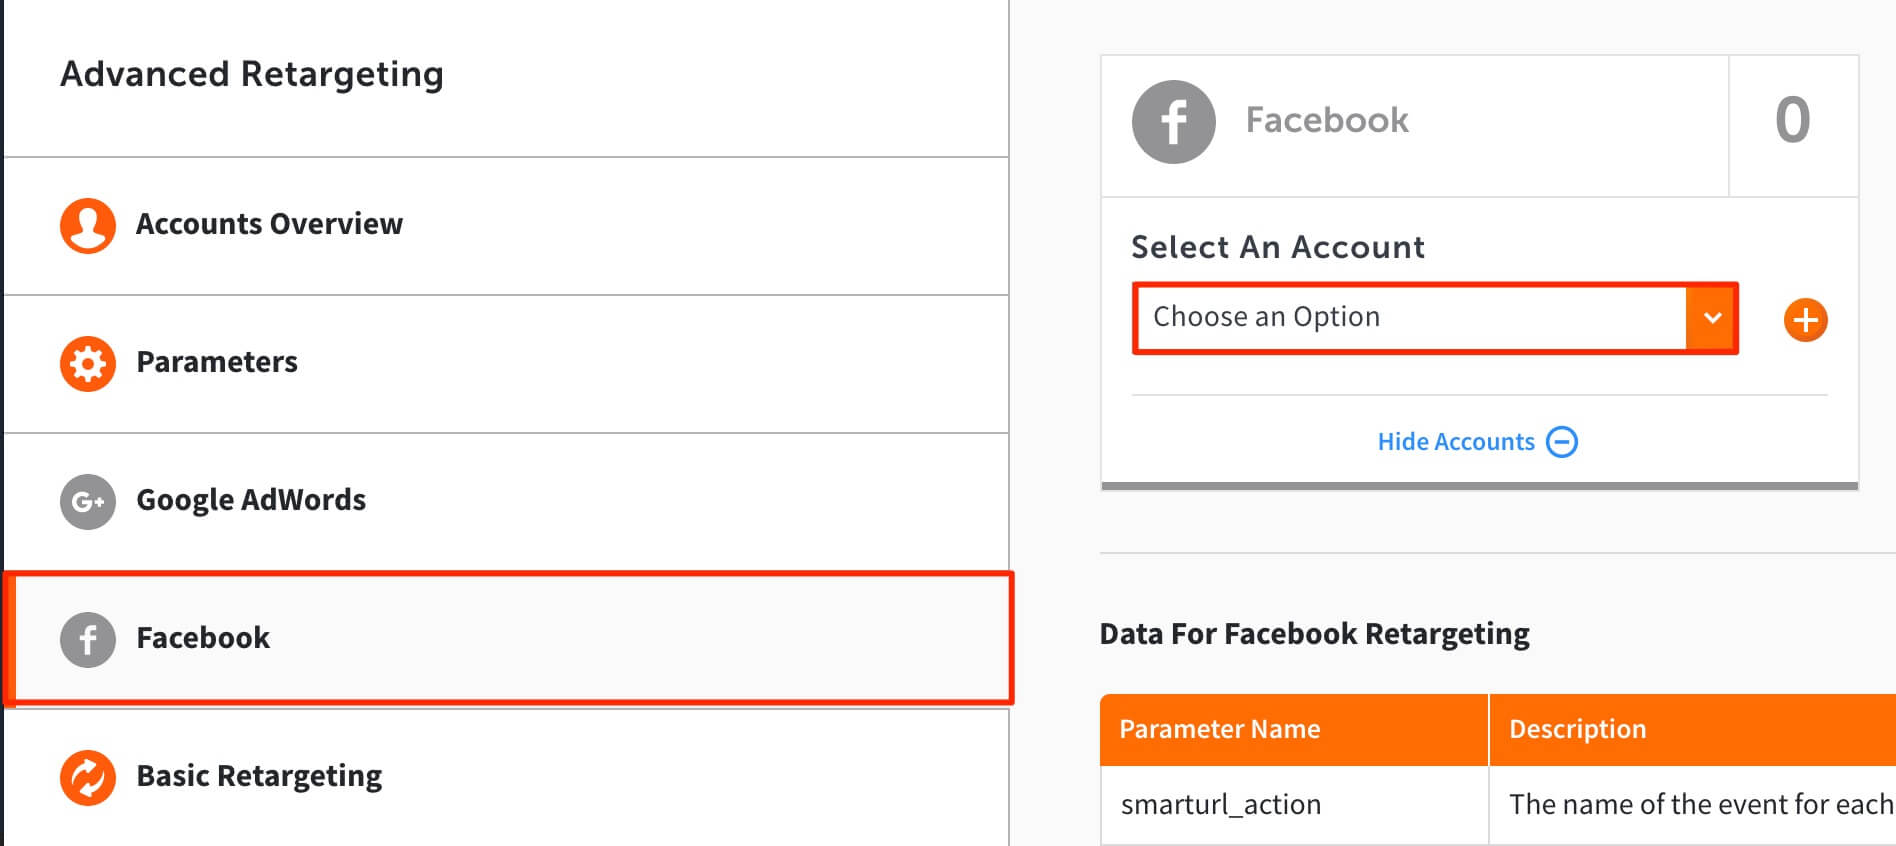 Advanced Retargeting
Accounts Overview
Parameters
G+ Google AdWords
f Facebook
Basic Retargeting
f Facebook 0
Select An Account
Choose an Option
Hide Accounts
Data For Facebook Retargeting
Parameter Name Description
smarturl_action The name of the event for each